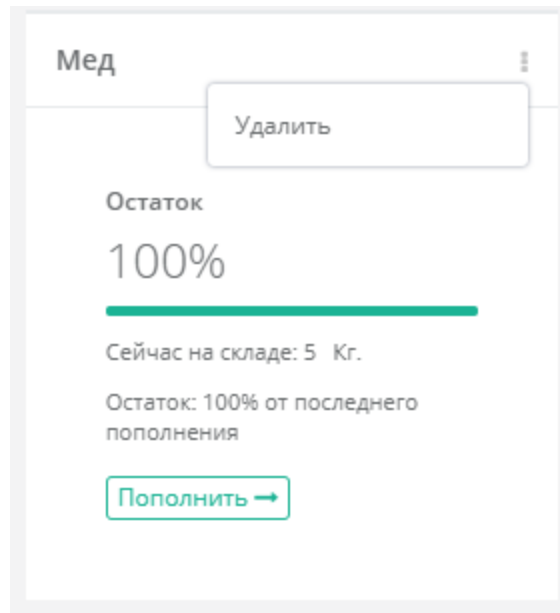 Мед
Удалить
Остаток
100%
Сейчас на складе: 5 Кг.
Остаток: 100% от последнего
пополнения
Пополнить →